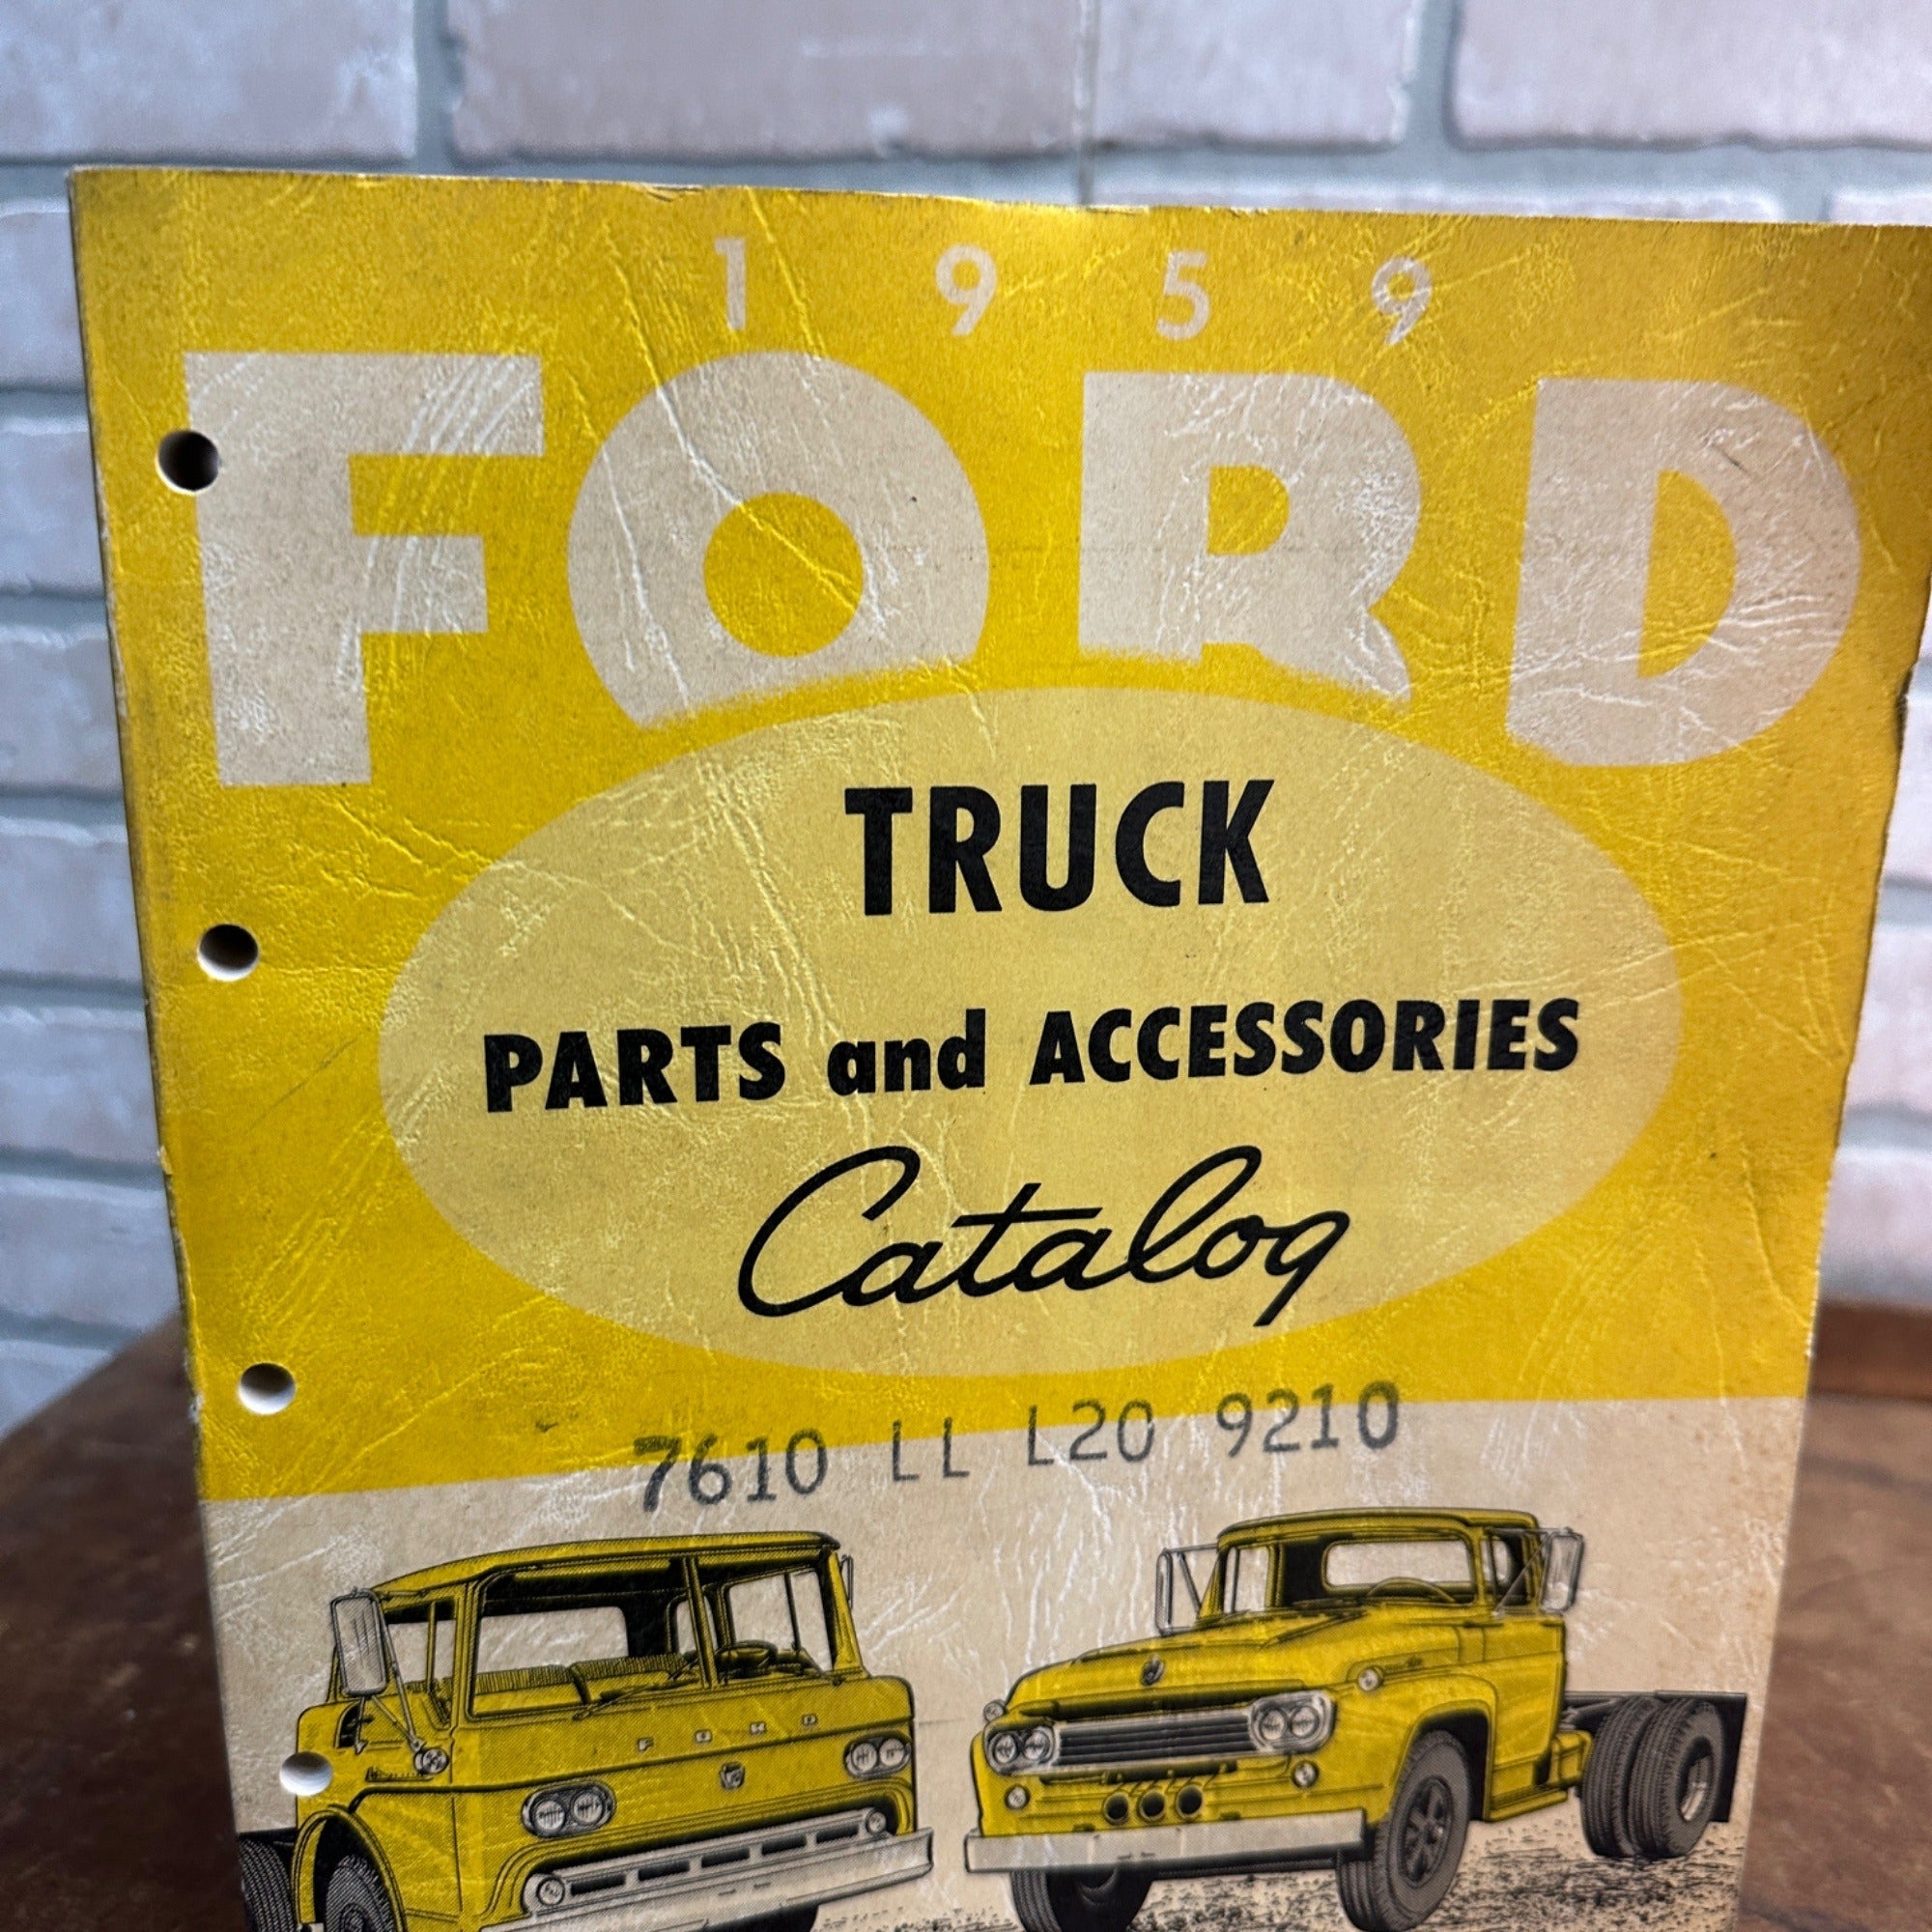 1959
FORD
TRUCK
PARTS and ACCESSORIES
Catalog
7610 LL L20 9210
FORD